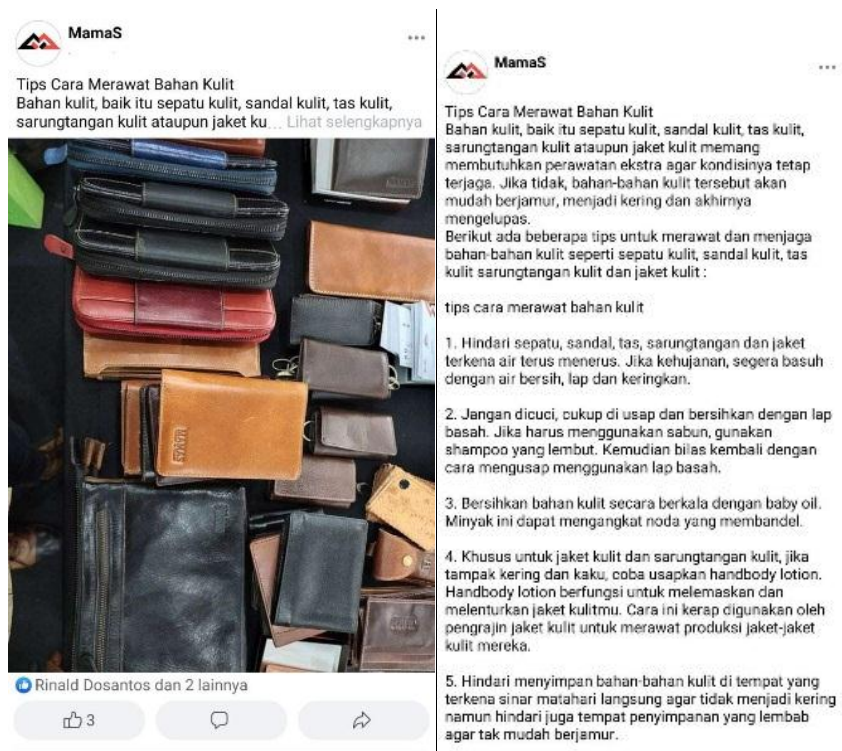 MamaS
Tips Cara Merawat Bahan Kulit
Bahan kulit, baik itu sepatu kulit, sandal kulit, tas kulit,
sarungtangan kulit ataupun jaket ku... Lihat selengkapnya
Rinald Dosantos dan 2 lainnya
3
MamaS
Tips Cara Merawat Bahan Kulit
Bahan kulit, baik itu sepatu kulit, sandal kulit, tas kulit,
sarungtangan kulit ataupun jaket kulit memang
membutuhkan perawatan ekstra agar kondisinya tetap
terjaga. Jika tidak, bahan-bahan kulit tersebut akan
mudah berjamur, menjadi kering dan akhirnya
mengelupas.
Berikut ada beberapa tips untuk merawat dan menjaga
bahan-bahan kulit seperti sepatu kulit, sandal kulit, tas
kulit sarungtangan kulit dan jaket kulit :
tips cara merawat bahan kulit
1. Hindari sepatu, sandal, tas, sarungtangan dan jaket
terkena air terus menerus. Jika kehujanan, segera basuh
dengan air bersih, lap dan keringkan.
2. Jangan dicuci, cukup di usap dan bersihkan dengan lap
basah. Jika harus menggunakan sabun, gunakan
shampoo yang lembut. Kemudian bilas kembali dengan
cara mengusap menggunakan lap basah.
3. Bersihkan bahan kulit secara berkala dengan baby oil.
Minyak ini dapat mengangkat noda yang membandel.
4. Khusus untuk jaket kulit dan sarungtangan kulit, jika
tampak kering dan kaku, coba usapkan handbody lotion.
Handbody lotion berfungsi untuk melemaskan dan
melenturkan jaket kulitmu. Cara ini kerap digunakan oleh
pengrajin jaket kulit untuk merawat produksi jaket-jaket
kulit mereka.
5. Hindari menyimpan bahan-bahan kulit di tempat yang
terkena sinar matahari langsung agar tidak menjadi kering
namun hindari juga tempat penyimpanan yang lembab
agar tak mudah berjamur.